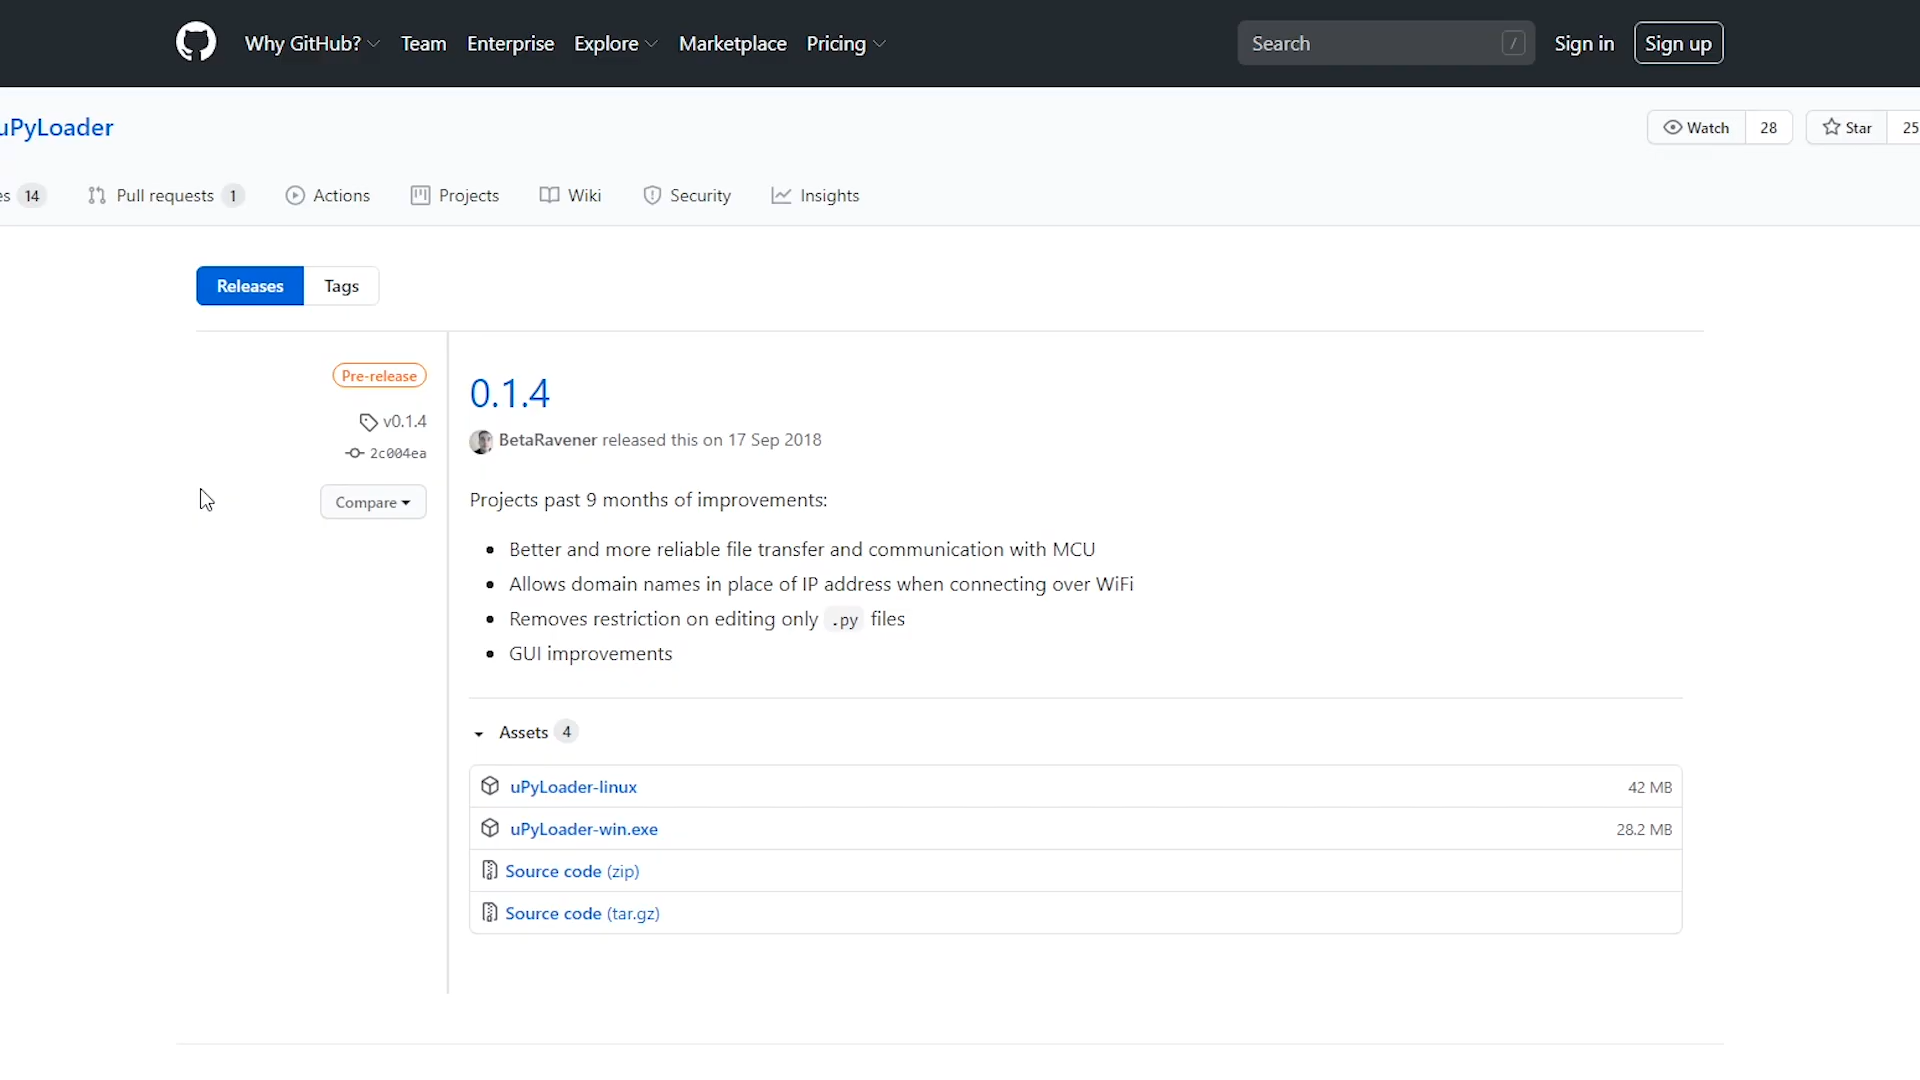 Why GitHub? Team Enterprise Explore Marketplace Pricing Search / Sign in Sign up
uPyLoader Watch 28 Star 25
es 14 Pull requests 1 Actions Projects Wiki Security Insights
Releases Tags
Pre-release
v0.1.4
2c004ea
Compare
0.1.4
BetaRavener released this on 17 Sep 2018
Projects past 9 months of improvements:
Better and more reliable file transfer and communication with MCU
Allows domain names in place of IP address when connecting over WiFi
Removes restriction on editing only .py files
GUI improvements
Assets 4
uPyLoader-linux 42 MB
uPyLoader-win.exe 28.2 MB
Source code (zip)
Source code (tar.gz)